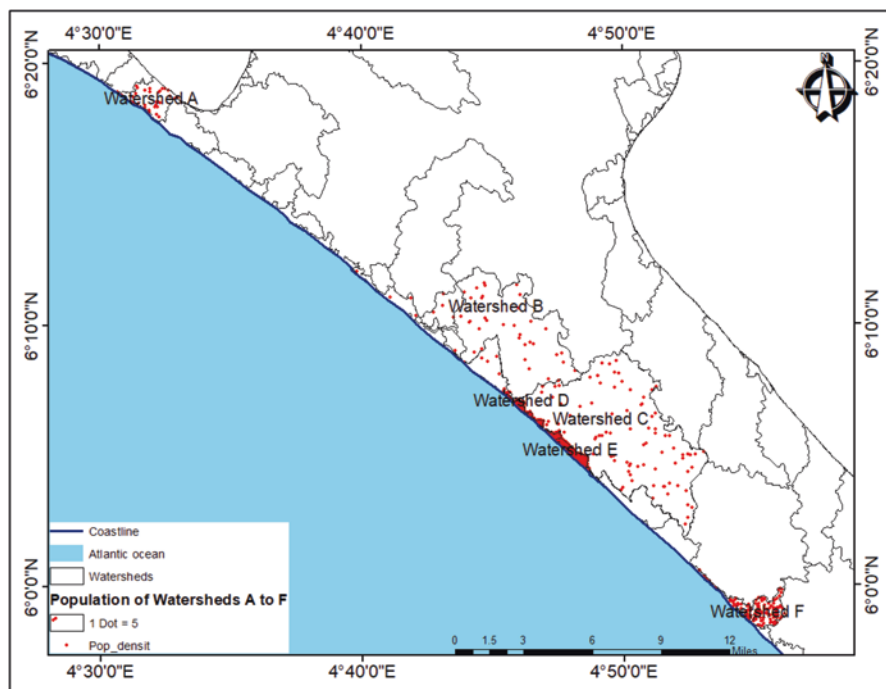 4°30'0"E 4°40'0"E 4°50'0"E
6°20'0"N 6°20'0"N
Watershed A
N
Watershed B
6°10'0"N 6°10'0"N
Watershed D
Watershed C
Watershed E
Coastline
Atlantic ocean
Watersheds
Population of Watersheds A to F
1 Dot = 5
Pop_densit
6°0'0"N 6°0'0"N
Watershed F
0 1.5 3 6 9 12
Miles
4°30'0"E 4°40'0"E 4°50'0"E